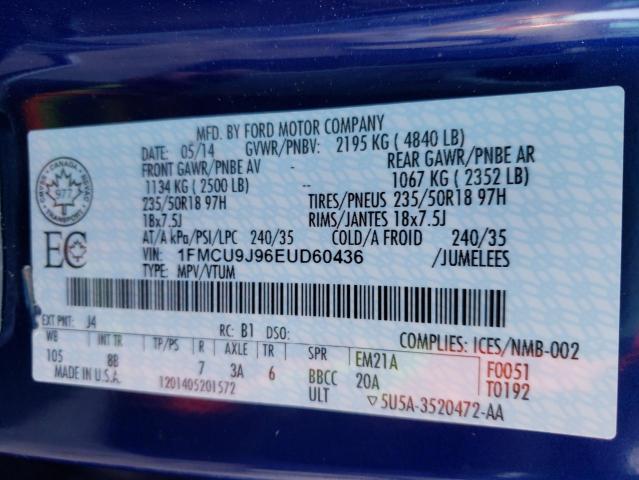 MFD. BY FORD MOTOR COMPANY
DATE: 05/14 GVWR/PNBV: 2195 KG ( 4840 LB)
FRONT GAWR/PNBE AV REAR GAWR/PNBE AR
1134 KG ( 2500 LB) 1067 KG ( 2352 LB)
235/50R18 97H TIRES/PNEUS 235/50R18 97H
18x7.5J RIMS/JANTES 18x7.5J
AT/A kPa/PSI/LPC 240/35 COLD/A FROID 240/35
VIN: 1FMCU9J96EUD60436 /JUMELEES
TYPE: MPV/VTUM
CANADA
977
TRANSPORT
EC
EXT PNT: J4 RC: B1 DSO: COMPLIES: ICES/NMB-002
WB INT TR TP/PS R AXLE TR SPR EM21A F0051
105 8B 7 3A 6 BBCC 20A T0192
MADE IN U.S.A. 1201405201572 ULT ▽5U5A-3520472-AA